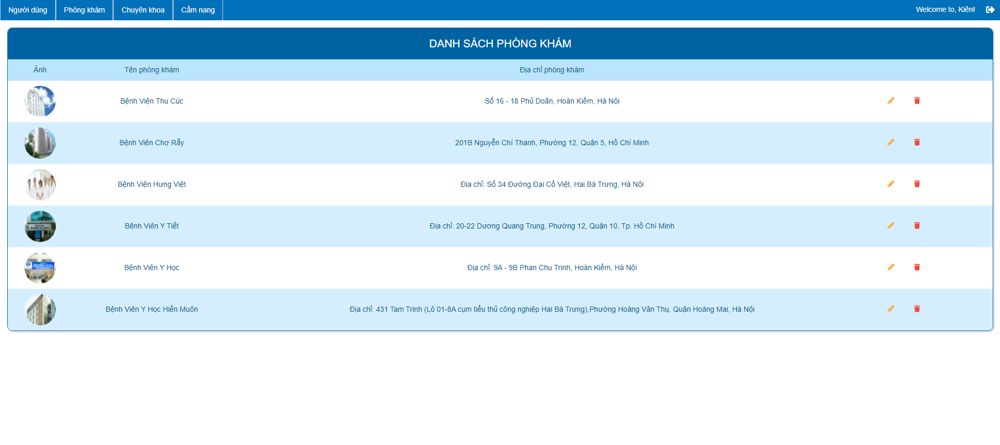 Người dùng Phòng khám Chuyên khoa Cẩm nang Welcome to, Kiên!
DANH SÁCH PHÒNG KHÁM
Ảnh Tên phòng khám Địa chỉ phòng khám
Bệnh Viện Thu Cúc Số 16 - 18 Phủ Doãn, Hoàn Kiếm, Hà Nội
Bệnh Viện Chợ Rẫy 201B Nguyễn Chí Thanh, Phường 12, Quận 5, Hồ Chí Minh
Bệnh Viện Hưng Việt Địa chỉ: Số 34 Đường Đại Cồ Việt, Hai Bà Trưng, Hà Nội
Bệnh Viên Y Tiết Địa chỉ: 20-22 Dương Quang Trung, Phường 12, Quận 10, Tp. Hồ Chí Minh
Bệnh Viên Y Học Địa chỉ: 9A - 9B Phan Chu Trinh, Hoàn Kiếm, Hà Nội
Bệnh Viện Y Học Hiến Muộn Địa chỉ: 431 Tam Trinh (Lô 01-8A cụm tiểu thủ công nghiệp Hai Bà Trưng),Phường Hoàng Văn Thụ, Quận Hoàng Mai, Hà Nội